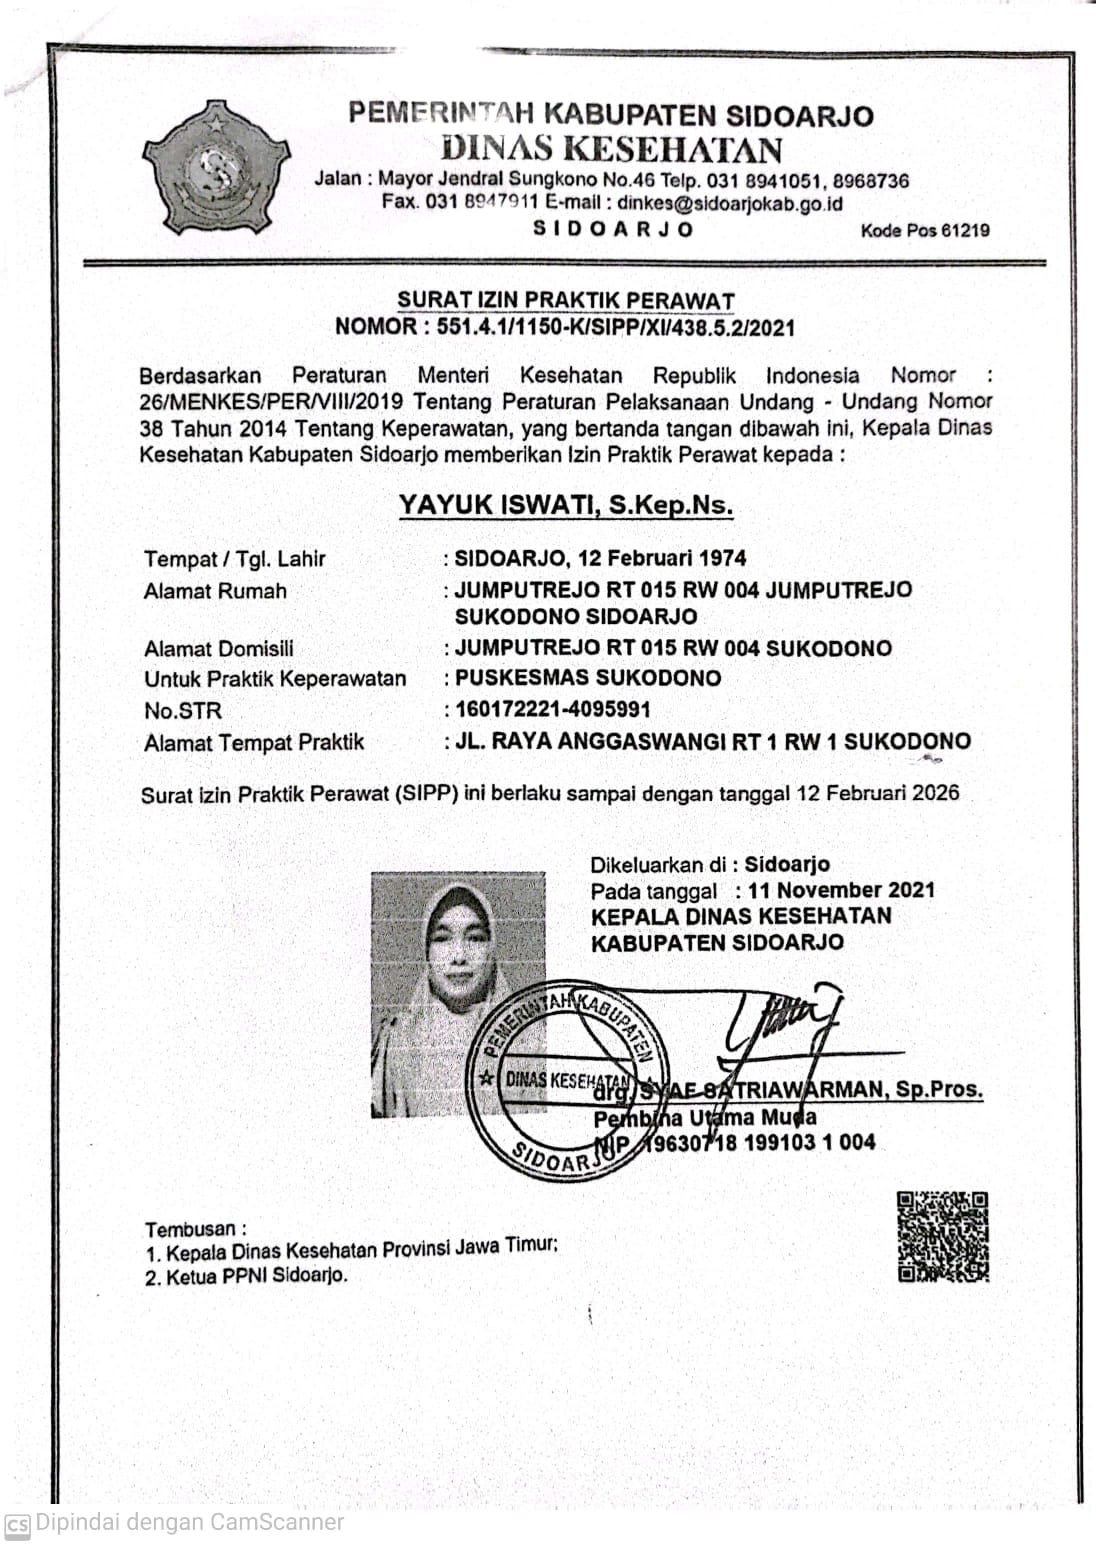 PEMERINTAH KABUPATEN SIDOARJO
DINAS KESEHATAN
Jalan : Mayor Jendral Sungkono No.46 Telp. 031 8941051, 8968736
Fax. 031 8947911 E-mail : dinkes@sidoarjokab.go.id
SIDOARJO
Kode Pos 61219
SURAT IZIN PRAKTIK PERAWAT
NOMOR : 551.4.1/1150-K/SIPP/XI/438.5.2/2021
Berdasarkan Peraturan Menteri Kesehatan Republik Indonesia Nomor :
26/MENKES/PER/VIII/2019 Tentang Peraturan Pelaksanaan Undang - Undang Nomor
38 Tahun 2014 Tentang Keperawatan, yang bertanda tangan dibawah ini, Kepala Dinas
Kesehatan Kabupaten Sidoarjo memberikan Izin Praktik Perawat kepada :
YAYUK ISWATI, S.Kep.Ns.
Tempat / Tgl. Lahir : SIDOARJO, 12 Februari 1974
Alamat Rumah : JUMPUTREJO RT 015 RW 004 JUMPUTREJO
SUKODONO SIDOARJO
Alamat Domisili : JUMPUTREJO RT 015 RW 004 SUKODONO
Untuk Praktik Keperawatan : PUSKESMAS SUKODONO
No.STR : 160172221-4095991
Alamat Tempat Praktik : JL. RAYA ANGGASWANGI RT 1 RW 1 SUKODONO
Surat izin Praktik Perawat (SIPP) ini berlaku sampai dengan tanggal 12 Februari 2026
Dikeluarkan di : Sidoarjo
Pada tanggal : 11 November 2021
KEPALA DINAS KESEHATAN
KABUPATEN SIDOARJO
PEMERINTAH KABUPATEN
DINAS KESEHATAN
SIDOARJO
drg. SYAF SATRIAWARMAN, Sp.Pros.
Pembina Utama Muda
NIP. 19630718 199103 1 004
Tembusan :
1. Kepala Dinas Kesehatan Provinsi Jawa Timur;
2. Ketua PPNI Sidoarjo.
CS Dipindai dengan CamScanner